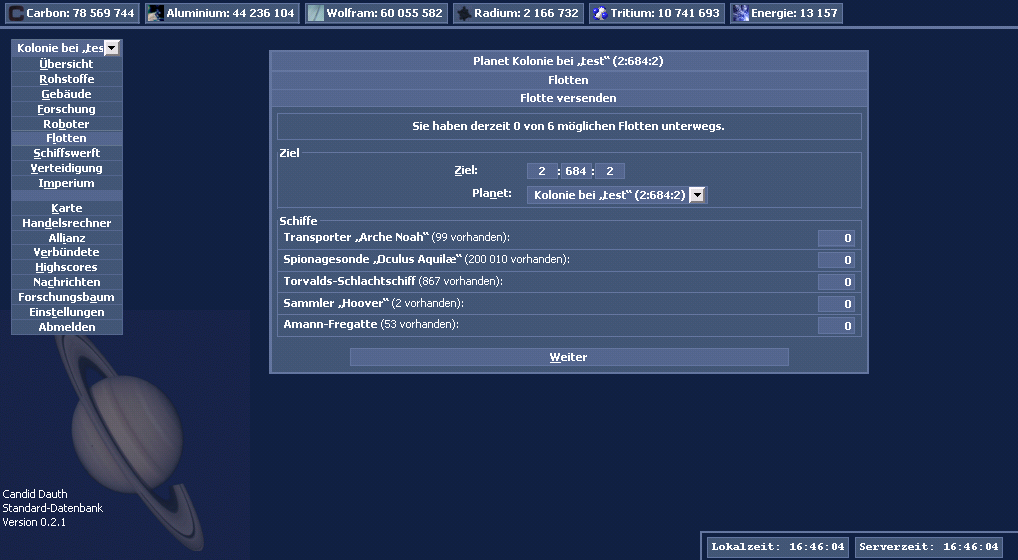 Carbon: 78 569 744 Aluminium: 44 236 104 Wolfram: 60 055 582 Radium: 2 166 732 Tritium: 10 741 693 Energie: 13 157
Kolonie bei „tes
Übersicht
Rohstoffe
Gebäude
Forschung
Roboter
Flotten
Schiffswerft
Verteidigung
Imperium
Karte
Handelsrechner
Allianz
Verbündete
Highscores
Nachrichten
Forschungsbaum
Einstellungen
Abmelden
Planet Kolonie bei „test“ (2:684:2)
Flotten
Flotte versenden
Sie haben derzeit 0 von 6 möglichen Flotten unterwegs.
Ziel
Ziel: 2 : 684 : 2
Planet: Kolonie bei „test“ (2:684:2)
Schiffe
Transporter „Arche Noah“ (99 vorhanden): 0
Spionagesonde „Oculus Aquilæ“ (200 010 vorhanden): 0
Torvalds-Schlachtschiff (867 vorhanden): 0
Sammler „Hoover“ (2 vorhanden): 0
Amann-Fregatte (53 vorhanden): 0
Weiter
Candid Dauth
Standard-Datenbank
Version 0.2.1
Lokalzeit: 16:46:04 Serverzeit: 16:46:04